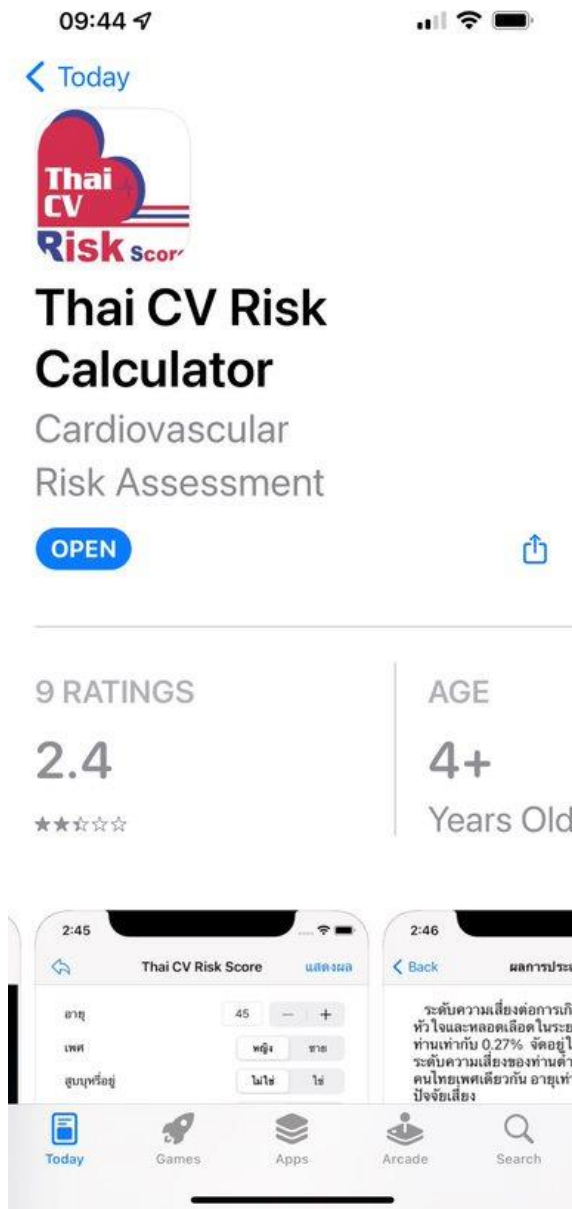 09:44
Today
Thai
CV
Risk Scor
Thai CV Risk
Calculator
Cardiovascular
Risk Assessment
OPEN
9 RATINGS
2.4
AGE
4+
Years Old
2:45
Thai CV Risk Score
แสดงผล
อายุ
45
เพศ
หญิง
ชาย
สูบบุหรี่อยู่
ไม่ใช่
ใช่
2:46
Back
ผลการประเ
ระดับความเสี่ยงต่อการเกิ
หัวใจและหลอดเลือดในระย
ท่านเท่ากับ 0.27% จัดอยู่ใ
ระดับความเสี่ยงของท่านต่ำ
คนไทยเพศเดียวกัน อายุเท่า
ปัจจัยเสี่ยง
Today
Games
Apps
Arcade
Search